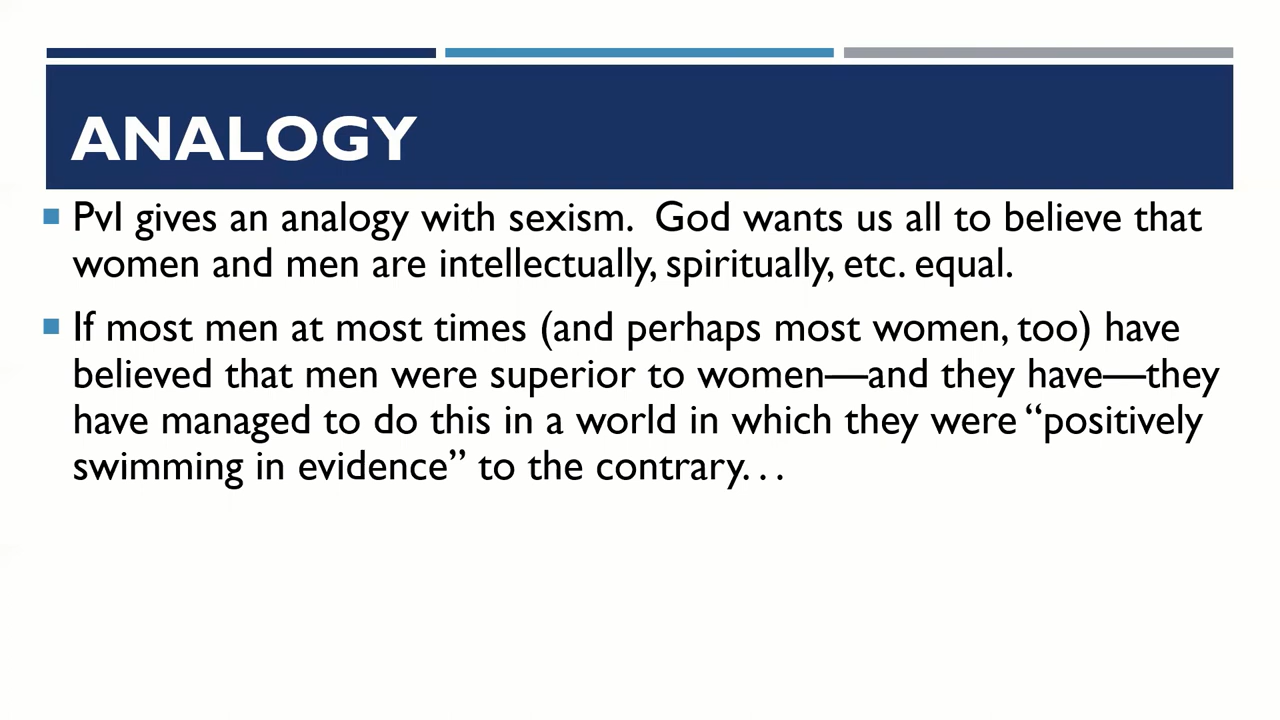 ANALOGY
PvI gives an analogy with sexism.  God wants us all to believe that
women and men are intellectually, spiritually, etc. equal.
If most men at most times (and perhaps most women, too) have
believed that men were superior to women—and they have—they
have managed to do this in a world in which they were “positively
swimming in evidence” to the contrary. . .